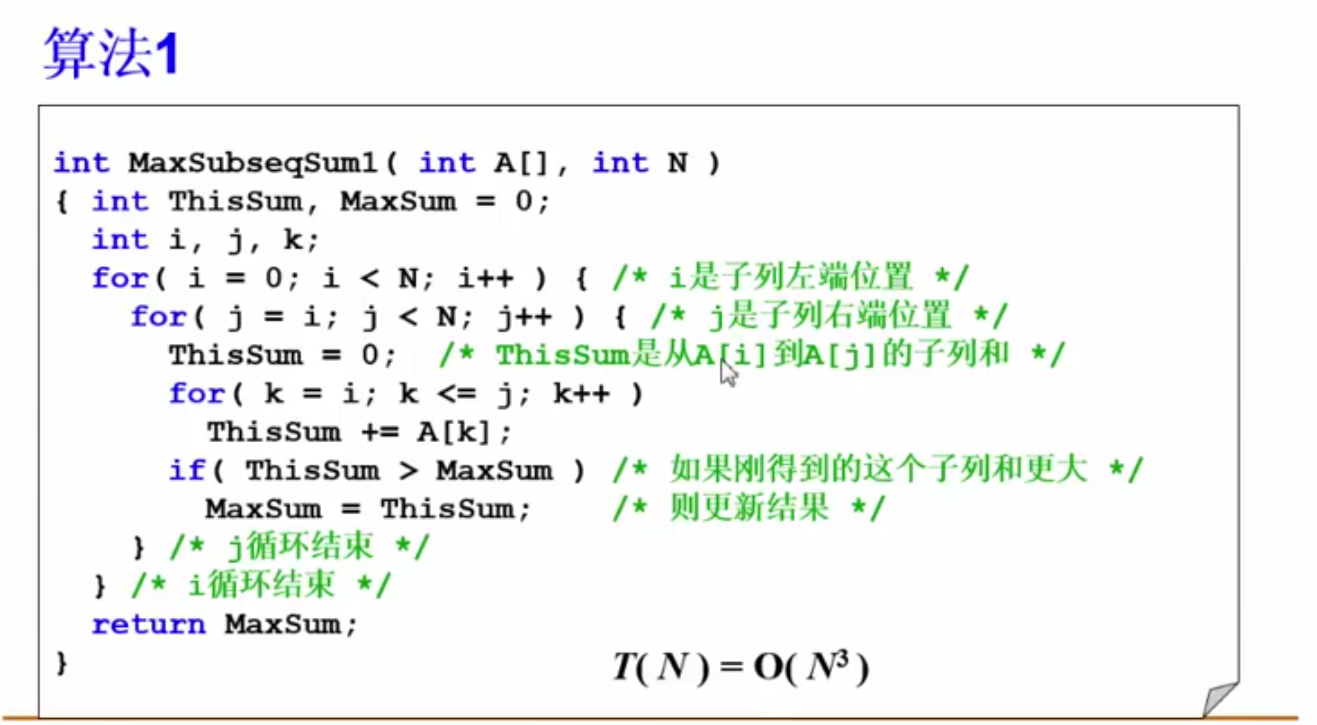 算法1
int MaxSubseqSum1( int A[], int N )
{ int ThisSum, MaxSum = 0;
int i, j, k;
for( i = 0; i < N; i++ ) { /* i是子列左端位置 */
for( j = i; j < N; j++ ) { /* j是子列右端位置 */
ThisSum = 0; /* ThisSum是从A[i]到A[j]的子列和 */
for( k = i; k <= j; k++ )
ThisSum += A[k];
if( ThisSum > MaxSum ) /* 如果刚得到的这个子列和更大 */
MaxSum = ThisSum; /* 则更新结果 */
} /* j循环结束 */
} /* i循环结束 */
return MaxSum;
}
T( N ) = O( N³ )